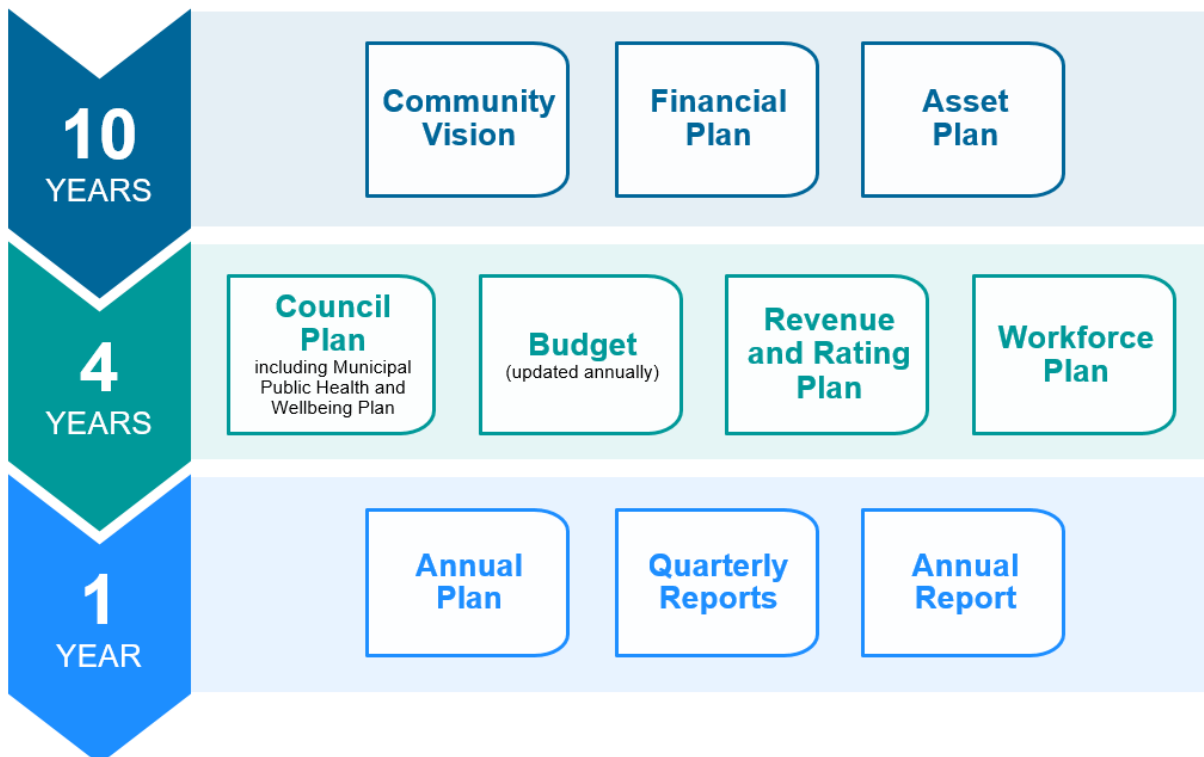 10
YEARS
Community
Vision
Financial
Plan
Asset
Plan
4
YEARS
Council
Plan
including Municipal
Public Health and
Wellbeing Plan
Budget
(updated annually)
Revenue
and Rating
Plan
Workforce
Plan
1
YEAR
Annual
Plan
Quarterly
Reports
Annual
Report